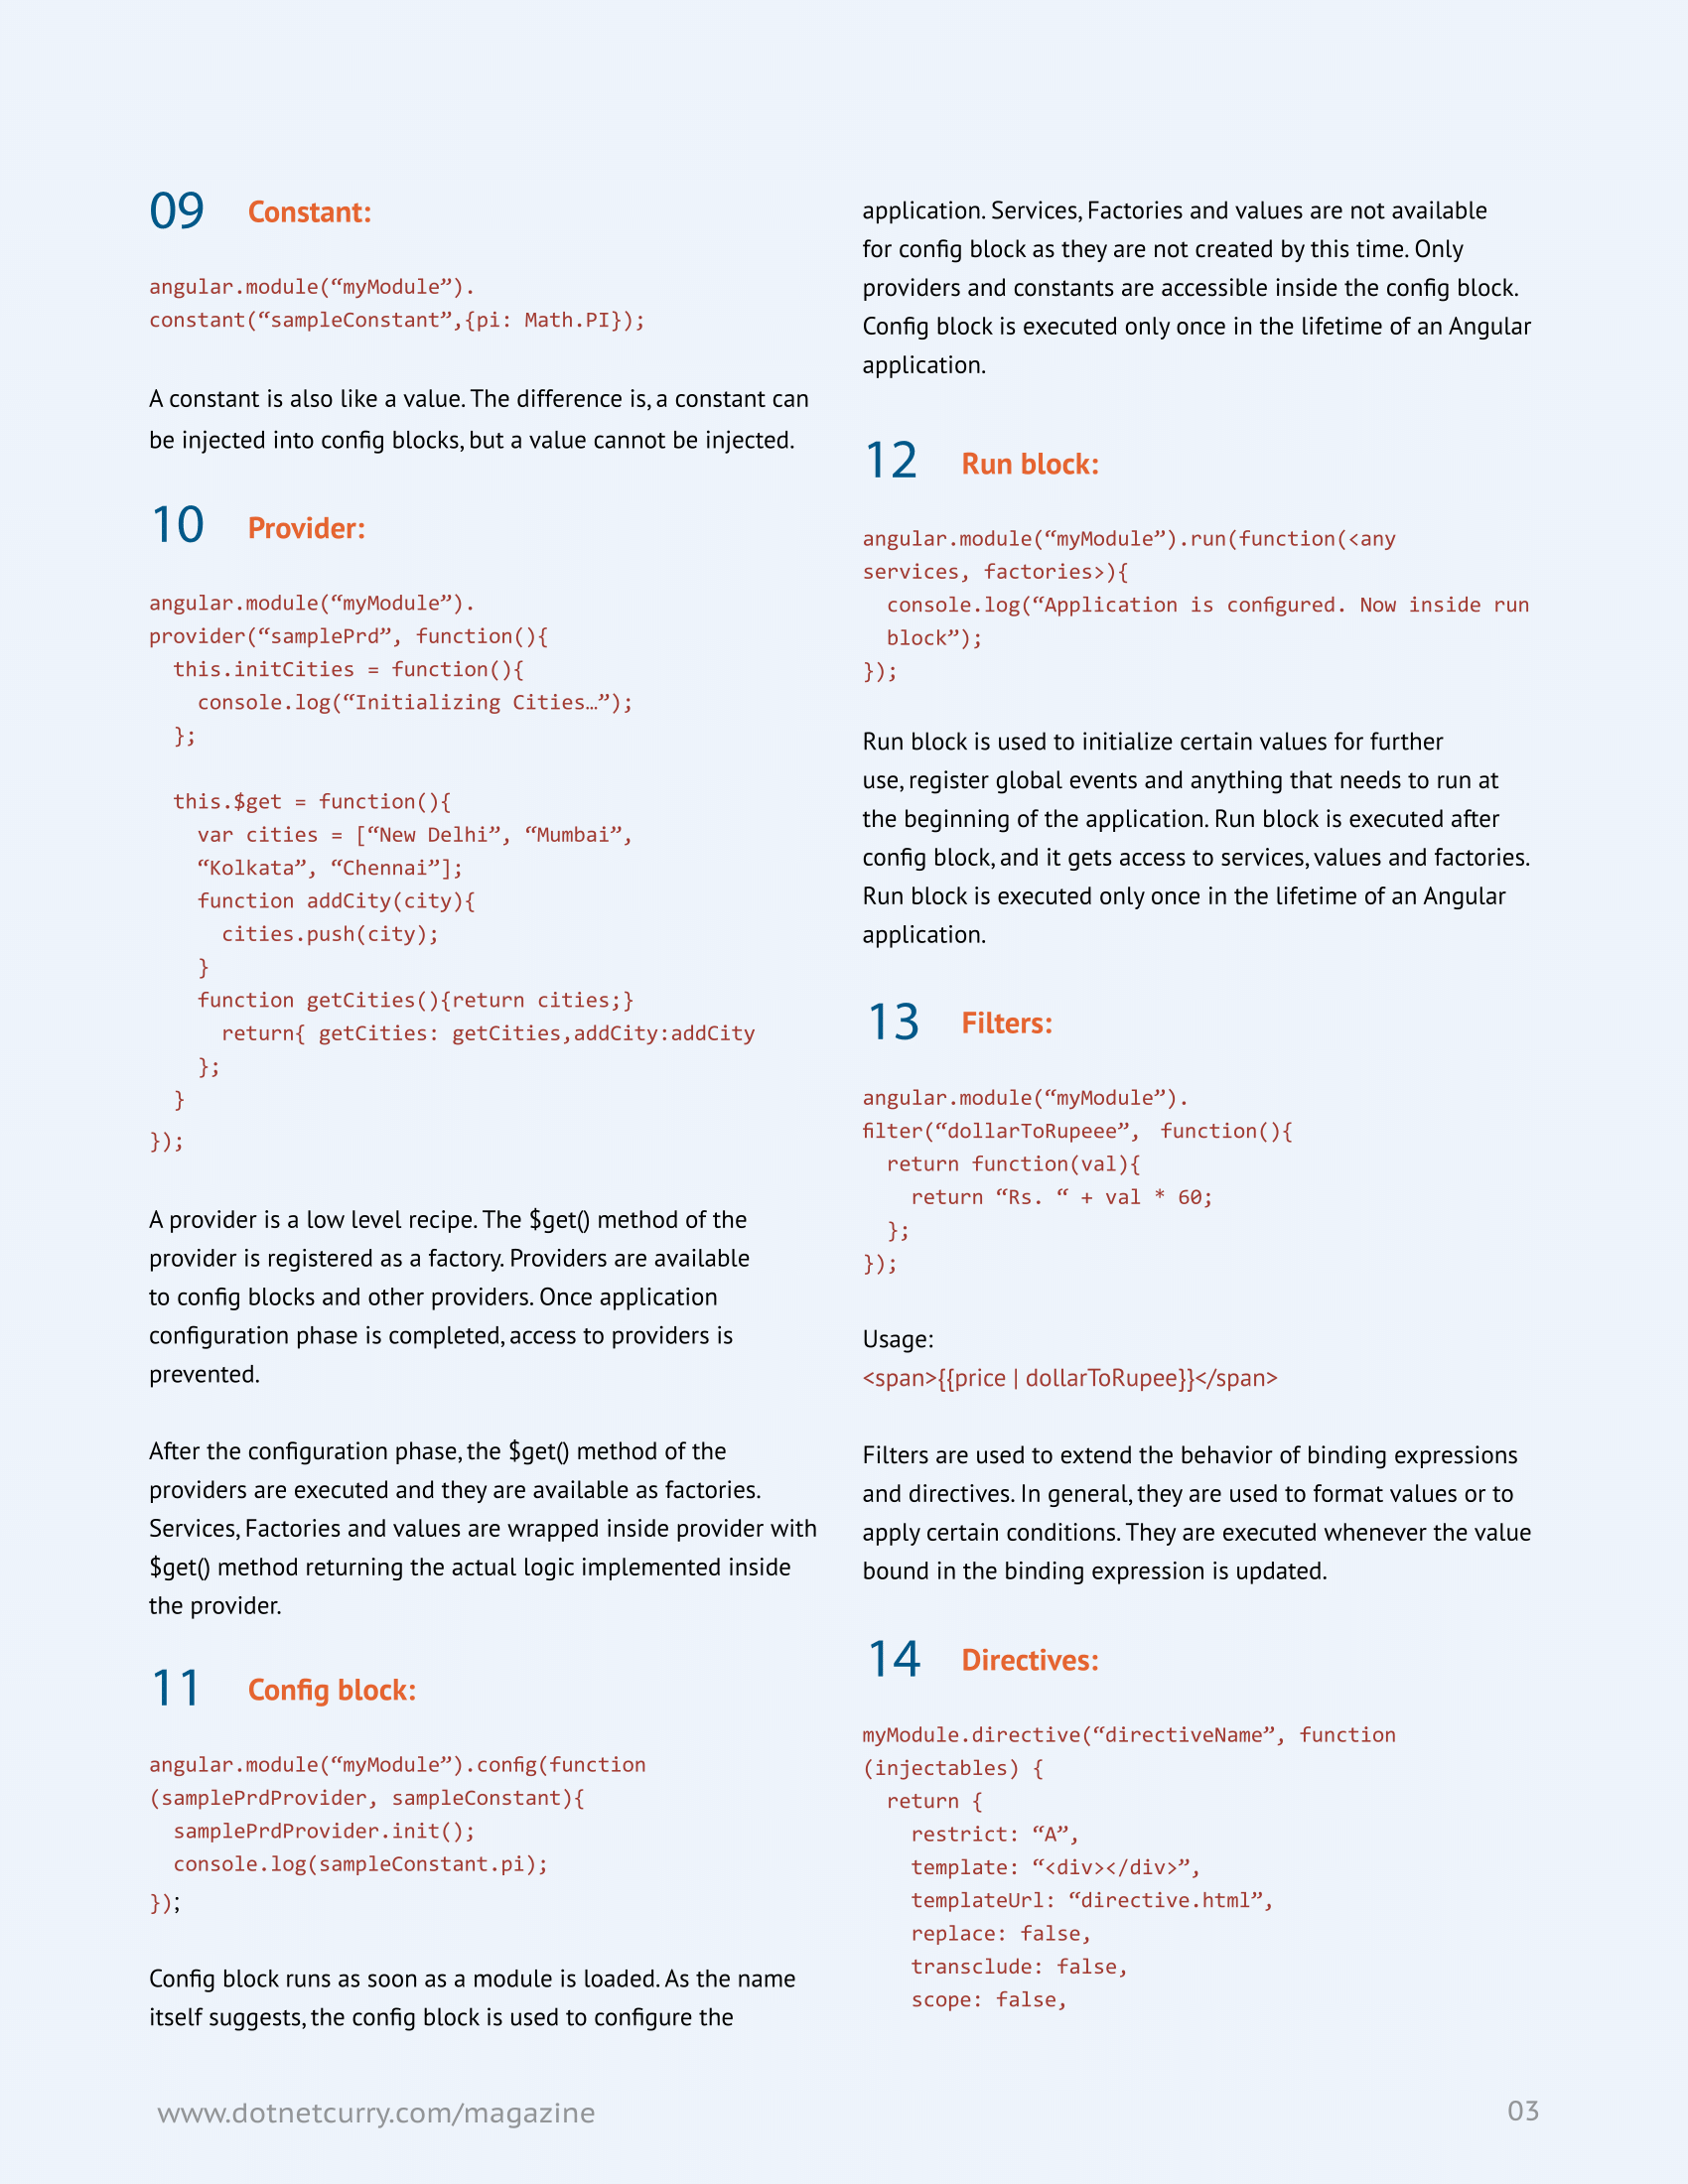 09 Constant:
angular.module(“myModule”).
constant(“sampleConstant”,{pi: Math.PI});
A constant is also like a value. The difference is, a constant can
be injected into config blocks, but a value cannot be injected.
10 Provider:
angular.module(“myModule”).
provider(“samplePrd”, function(){
  this.initCities = function(){
    console.log(“Initializing Cities…”);
  };
  this.$get = function(){
    var cities = [“New Delhi”, “Mumbai”,
    “Kolkata”, “Chennai”];
    function addCity(city){
      cities.push(city);
    }
    function getCities(){return cities;}
      return{ getCities: getCities,addCity:addCity
    };
  }
});
A provider is a low level recipe. The $get() method of the
provider is registered as a factory. Providers are available
to config blocks and other providers. Once application
configuration phase is completed, access to providers is
prevented.
After the configuration phase, the $get() method of the
providers are executed and they are available as factories.
Services, Factories and values are wrapped inside provider with
$get() method returning the actual logic implemented inside
the provider.
11 Config block:
angular.module(“myModule”).config(function
(samplePrdProvider, sampleConstant){
  samplePrdProvider.init();
  console.log(sampleConstant.pi);
});
Config block runs as soon as a module is loaded. As the name
itself suggests, the config block is used to configure the
application. Services, Factories and values are not available
for config block as they are not created by this time. Only
providers and constants are accessible inside the config block.
Config block is executed only once in the lifetime of an Angular
application.
12 Run block:
angular.module(“myModule”).run(function(<any
services, factories>){
  console.log(“Application is configured. Now inside run
  block”);
});
Run block is used to initialize certain values for further
use, register global events and anything that needs to run at
the beginning of the application. Run block is executed after
config block, and it gets access to services, values and factories.
Run block is executed only once in the lifetime of an Angular
application.
13 Filters:
angular.module(“myModule”).
filter(“dollarToRupeee”, function(){
  return function(val){
    return “Rs. “ + val * 60;
  };
});
Usage:
<span>{{price | dollarToRupee}}</span>
Filters are used to extend the behavior of binding expressions
and directives. In general, they are used to format values or to
apply certain conditions. They are executed whenever the value
bound in the binding expression is updated.
14 Directives:
myModule.directive(“directiveName”, function
(injectables) {
  return {
    restrict: “A”,
    template: “<div></div>”,
    templateUrl: “directive.html”,
    replace: false,
    transclude: false,
    scope: false,
www.dotnetcurry.com/magazine
03